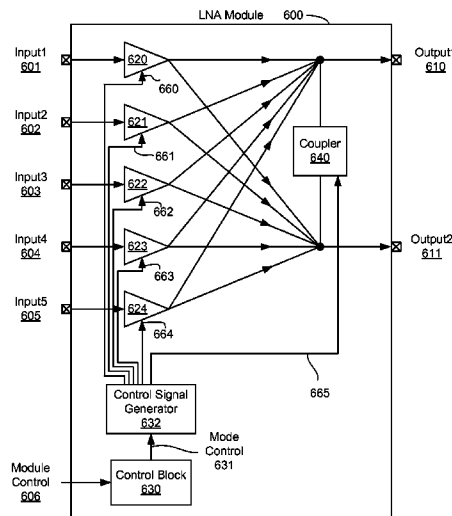 LNA Module 600
Input1
601
620
Output1
610
660
Input2
602
621
661
Coupler
640
Input3
603
622
662
Input4
604
623
663
Output2
611
Input5
605
624
664
665
Control Signal
Generator
632
Mode
Control
631
Module
Control
606
Control Block
630